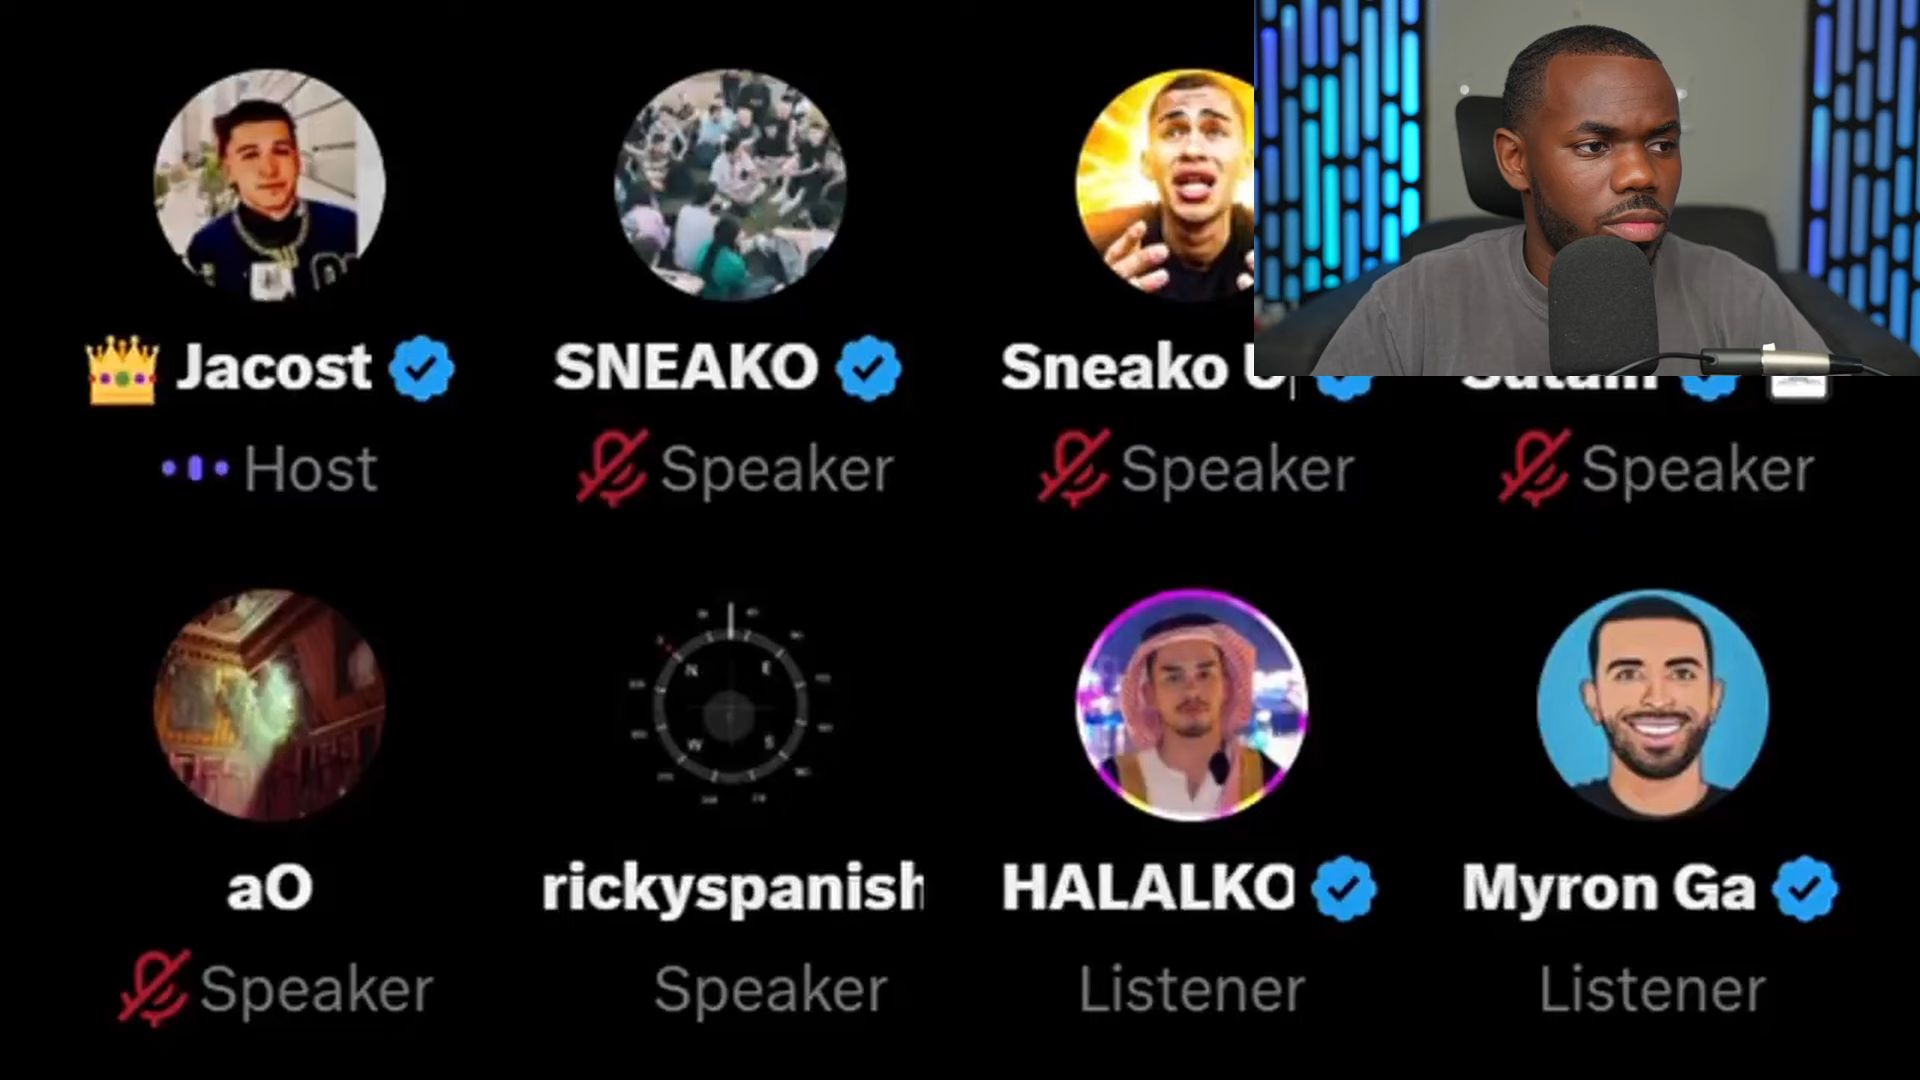 👑 Jacost
SNEAKO
Sneako U
Host
Speaker
Speaker
Speaker
N
E
W
S
aO
rickyspanish
HALALKO
Myron Ga
Speaker
Speaker
Listener
Listener